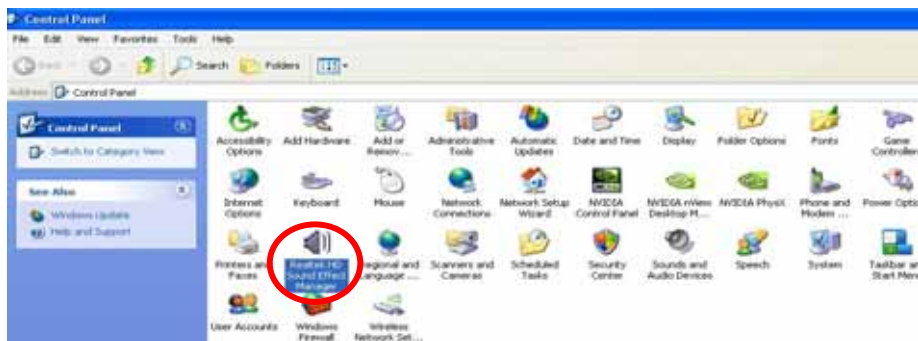 Control Panel
File Edit View Favorites Tools Help
Back Search Folders
Address Control Panel
Control Panel
Switch to Category View
See Also
Windows Update
Help and Support
Accessibility Options
Add Hardware
Add or Remov...
Administrative Tools
Automatic Updates
Date and Time
Display
Folder Options
Fonts
Game Controller
Internet Options
Keyboard
Mouse
Network Connections
Network Setup Wizard
NVIDIA Control Panel
NVIDIA nView Desktop M...
NVIDIA PhysX
Phone and Modem ...
Power Optio
Printers and Faxes
Realtek HD Sound Effect Manager
Regional and Language ...
Scanners and Cameras
Scheduled Tasks
Security Center
Sounds and Audio Devices
Speech
System
Taskbar an
Start Men
User Accounts
Windows Firewall
Wireless Network Set...